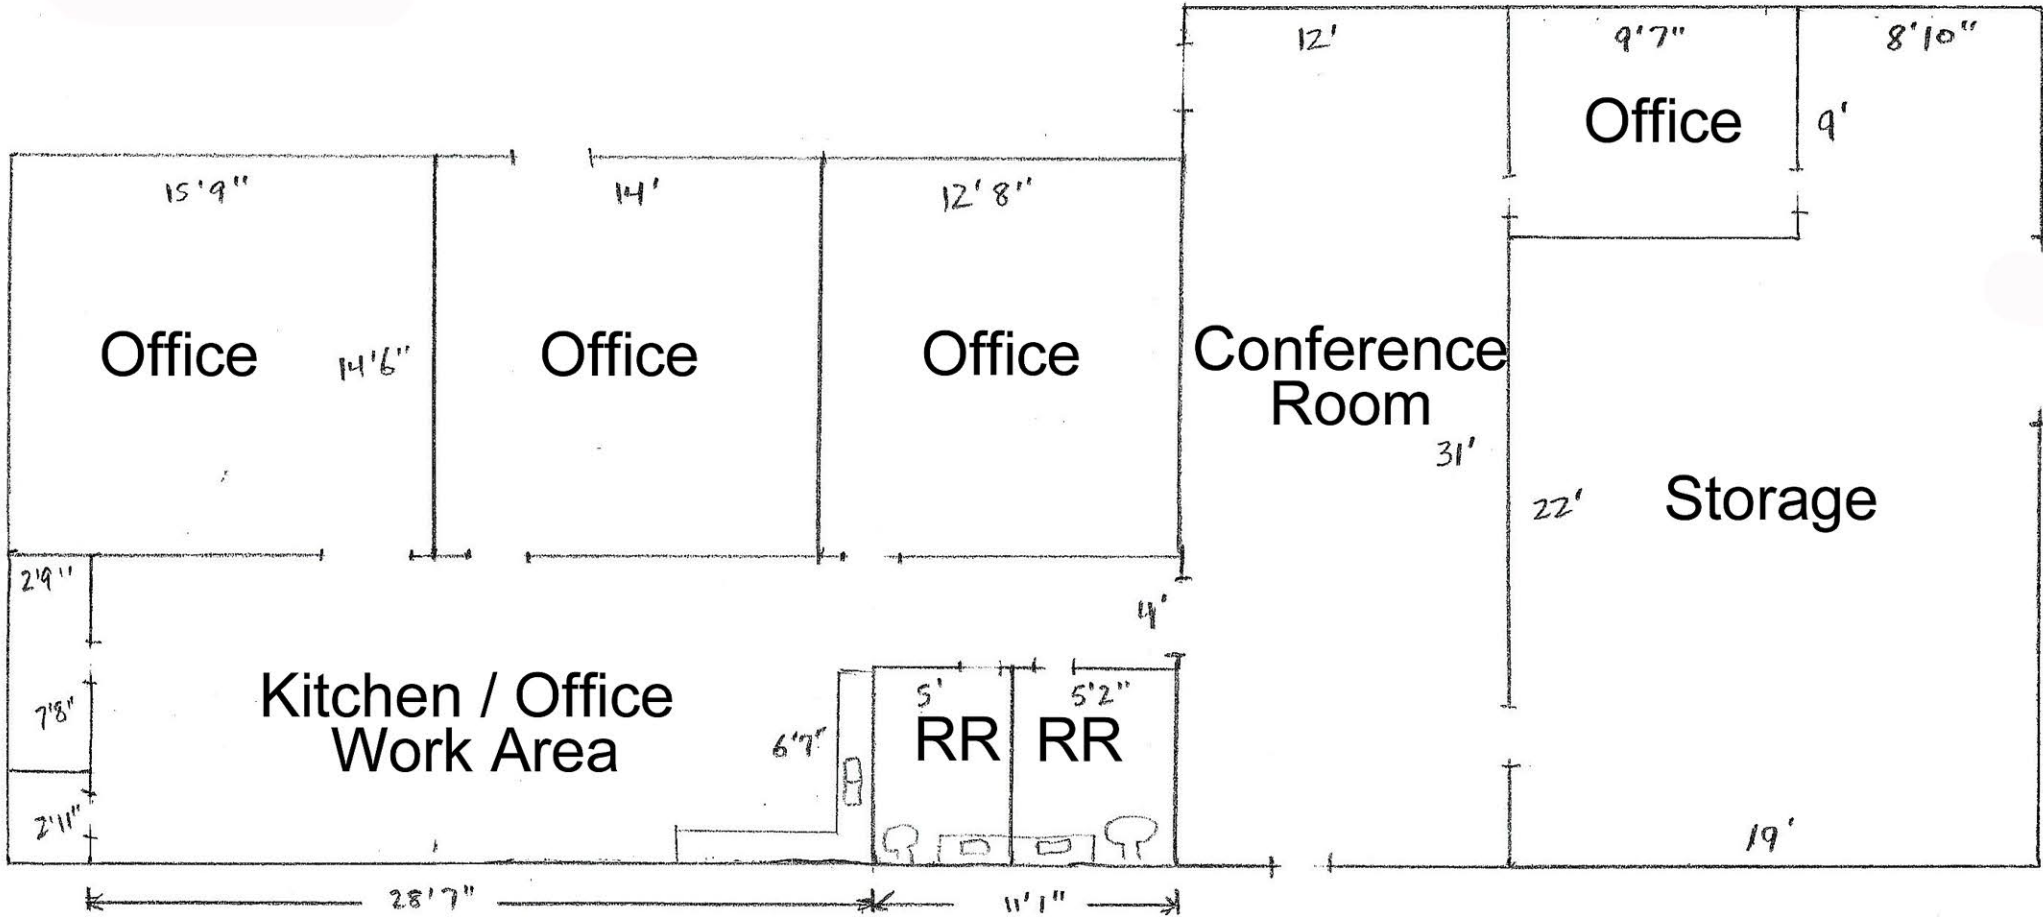 12'
9'7"
8'10"
Office
9'
15'9"
14'
12'8"
Office
14'6"
Office
Office
Conference
Room
31'
22'
Storage
2'9"
4'
7'8"
Kitchen / Office
Work Area
6'7"
5'
RR
5'2"
RR
2'11"
19'
28'7"
11'1"